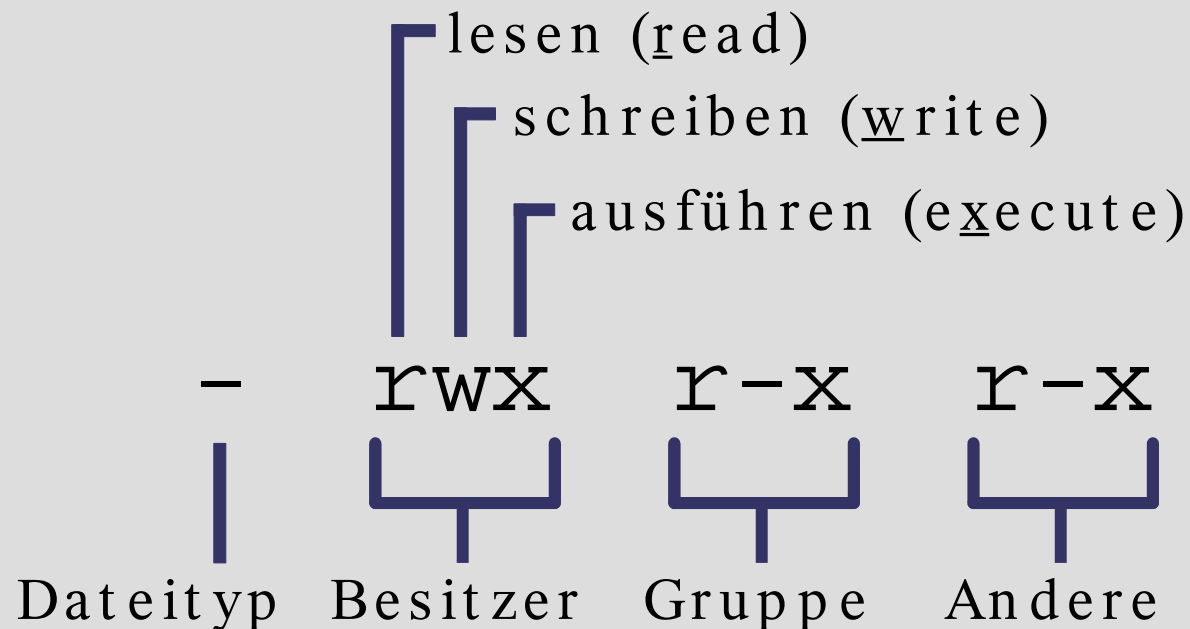 lesen (read)
schreiben (write)
ausführen (execute)
- rwx r-x r-x
Dateityp Besitzer Gruppe Andere